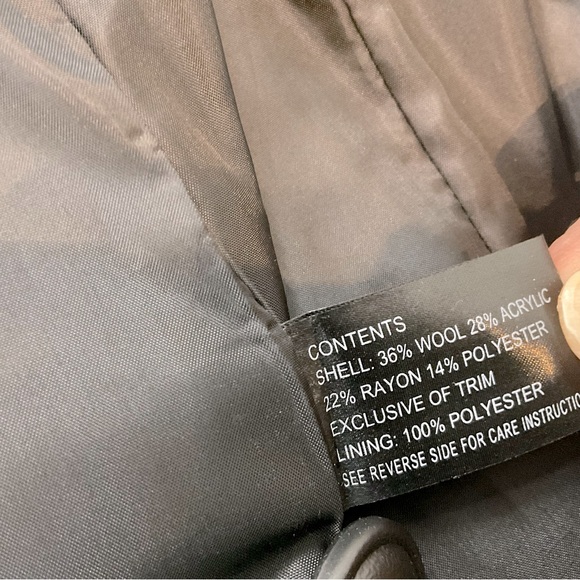 CONTENTS
SHELL: 36% WOOL 28% ACRYLIC
22% RAYON 14% POLYESTER
EXCLUSIVE OF TRIM
LINING: 100% POLYESTER
SEE REVERSE SIDE FOR CARE INSTRUCTIO